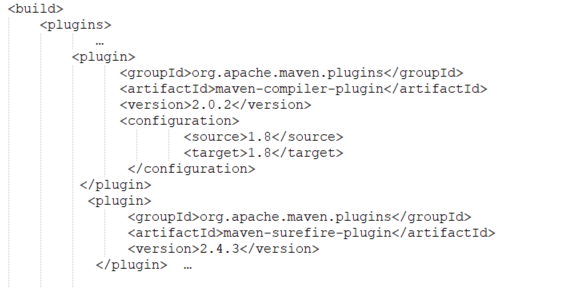 <build>
<plugins>
…
<plugin>
<groupId>org.apache.maven.plugins</groupId>
<artifactId>maven-compiler-plugin</artifactId>
<version>2.0.2</version>
<configuration>
<source>1.8</source>
<target>1.8</target>
</configuration>
</plugin>
<plugin>
<groupId>org.apache.maven.plugins</groupId>
<artifactId>maven-surefire-plugin</artifactId>
<version>2.4.3</version>
</plugin> …